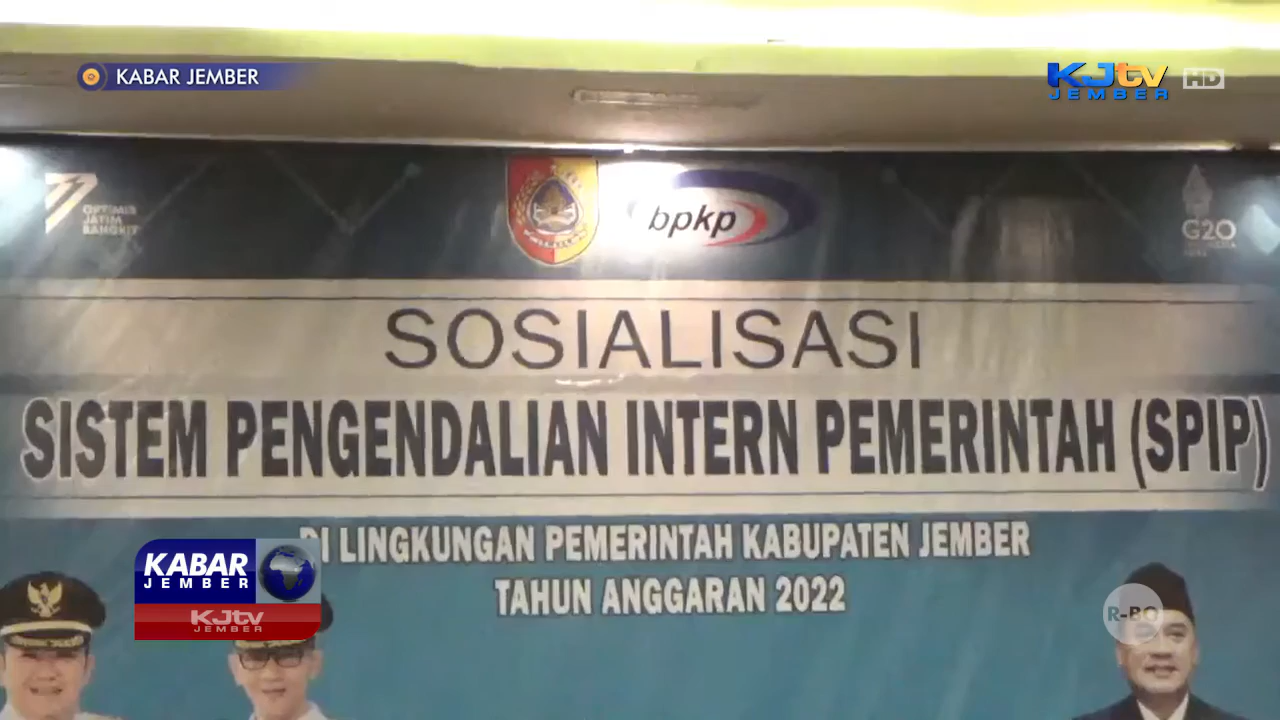 KABAR JEMBER
KJtv
JEMBER
HD
OPTIMIS
JATIM
BANGKIT
bpkp
G20
SOSIALISASI
SISTEM PENGENDALIAN INTERN PEMERINTAH (SPIP)
DI LINGKUNGAN PEMERINTAH KABUPATEN JEMBER
TAHUN ANGGARAN 2022
KABAR
JEMBER
KJtv
JEMBER
R-BO